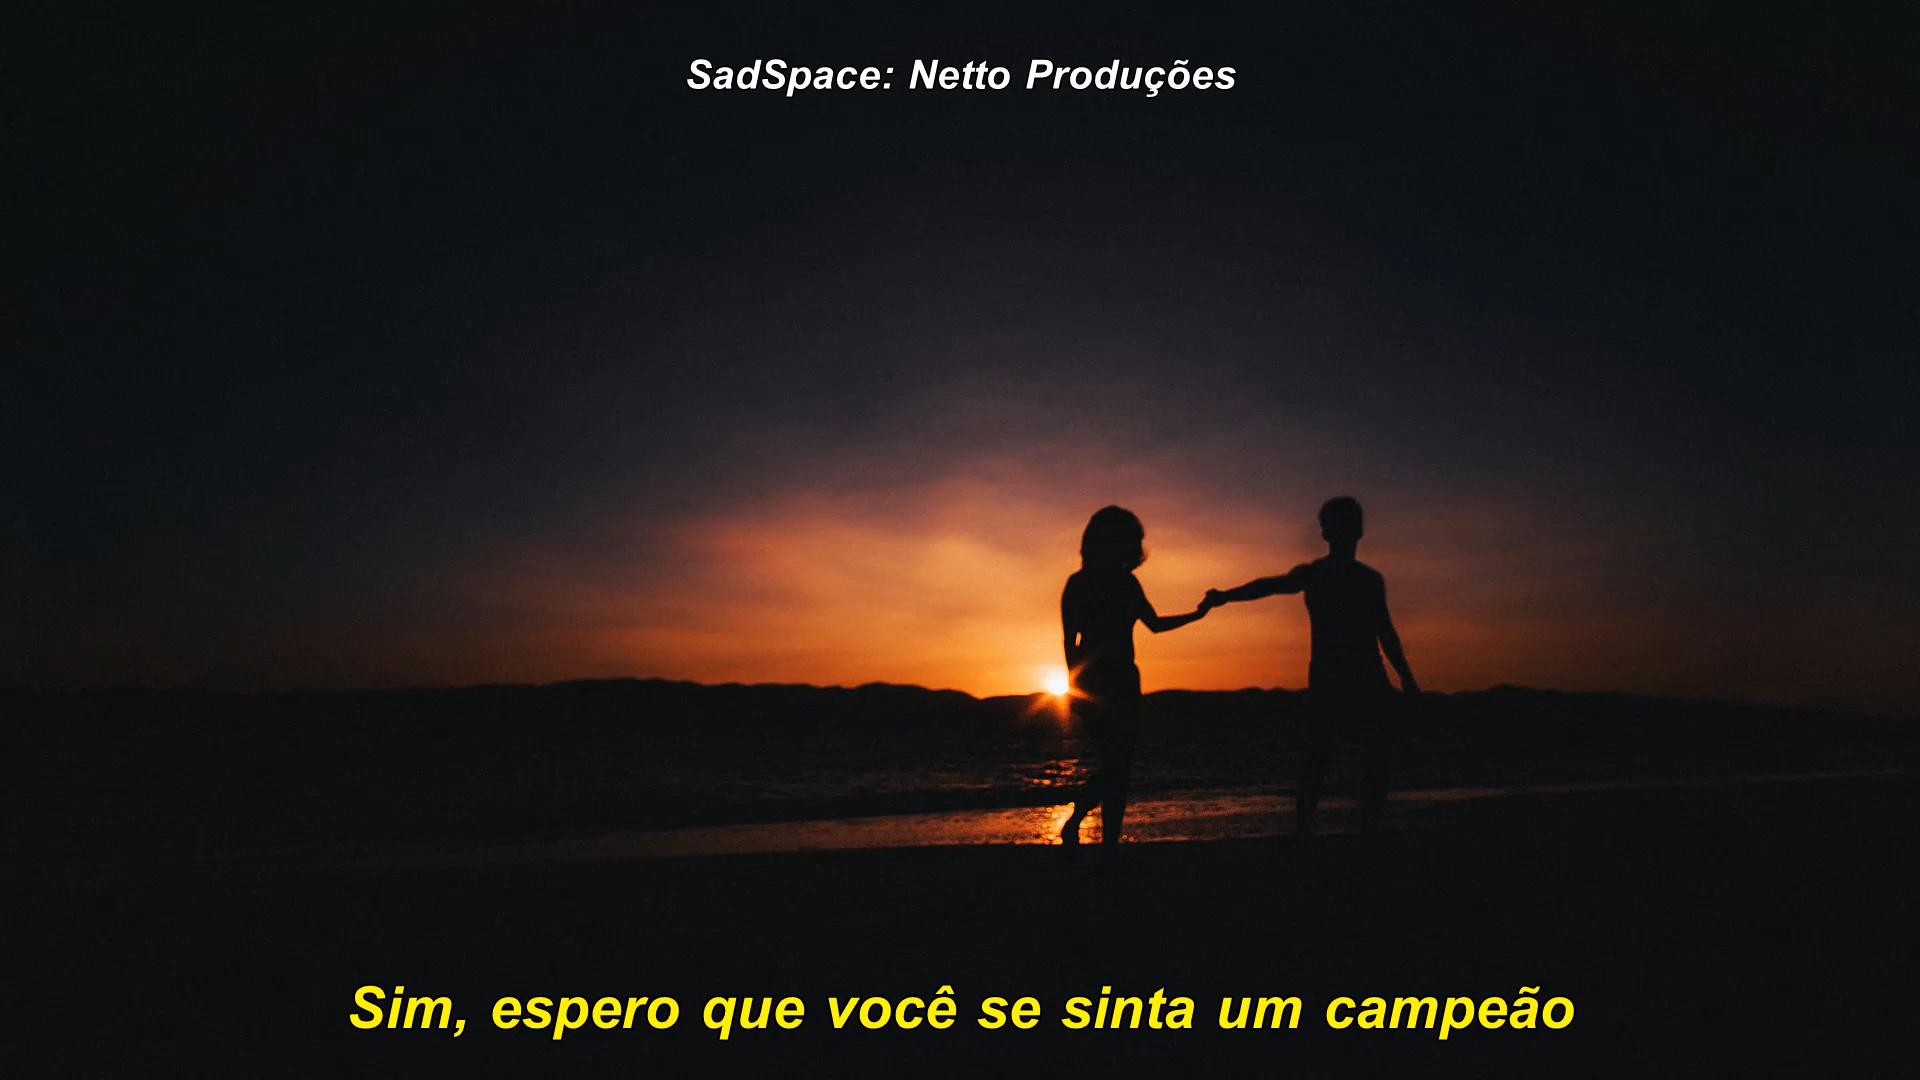 SadSpace: Netto Produções
Sim, espero que você se sinta um campeão